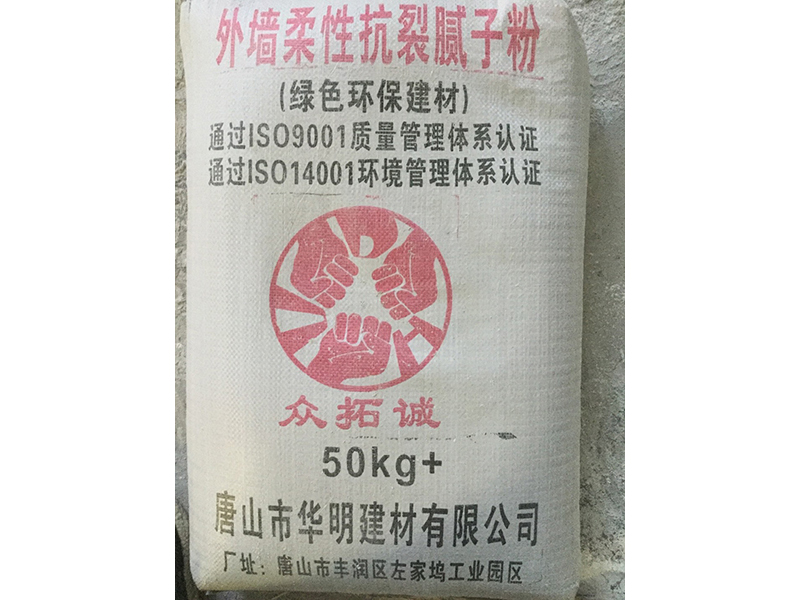 外墙柔性抗裂腻子粉
(绿色环保建材)
通过ISO9001质量管理体系认证
通过ISO14001环境管理体系认证
众拓诚
50kg+
唐山市华明建材有限公司
厂址：唐山市丰润区左家坞工业园区